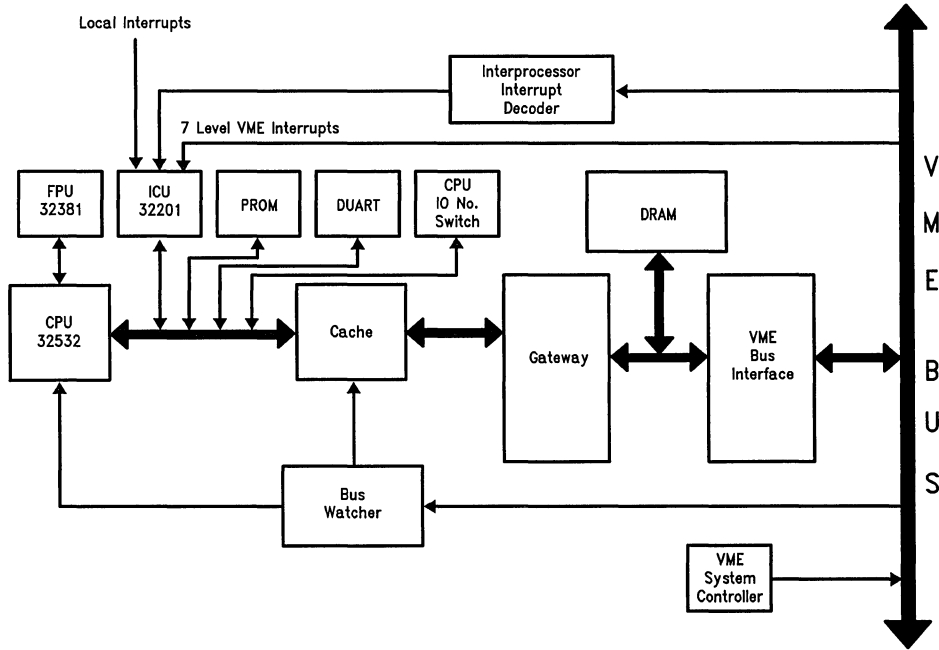 Local Interrupts
Interprocessor
Interrupt
Decoder
7 Level VME Interrupts
FPU
32381
ICU
32201
PROM
DUART
CPU
IO No.
Switch
DRAM
CPU
32532
Cache
Gateway
VME
Bus
Interface
Bus
Watcher
VME
System
Controller
V
M
E
B
U
S